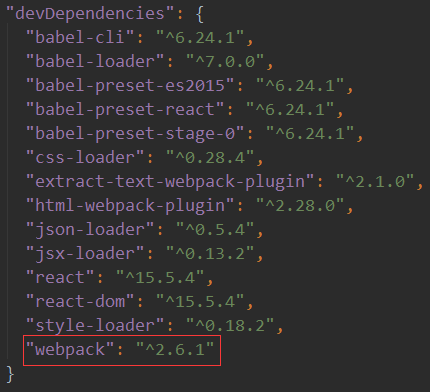 "devDependencies": {
"babel-cli": "^6.24.1",
"babel-loader": "^7.0.0",
"babel-preset-es2015": "^6.24.1",
"babel-preset-react": "^6.24.1",
"babel-preset-stage-0": "^6.24.1",
"css-loader": "^0.28.4",
"extract-text-webpack-plugin": "^2.1.0",
"html-webpack-plugin": "^2.28.0",
"json-loader": "^0.5.4",
"jsx-loader": "^0.13.2",
"react": "^15.5.4",
"react-dom": "^15.5.4",
"style-loader": "^0.18.2",
"webpack": "^2.6.1"
}